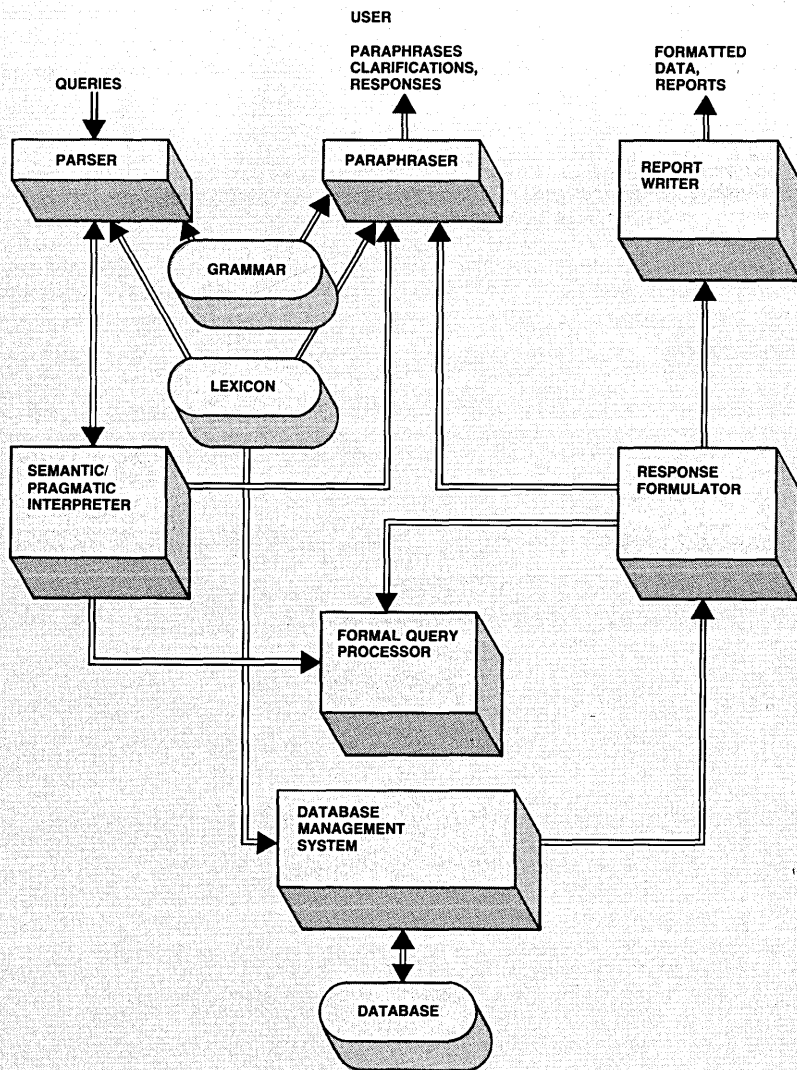 USER
QUERIES
PARAPHRASES
CLARIFICATIONS,
RESPONSES
FORMATTED
DATA,
REPORTS
PARSER
PARAPHRASER
REPORT
WRITER
GRAMMAR
LEXICON
SEMANTIC/
PRAGMATIC
INTERPRETER
RESPONSE
FORMULATOR
FORMAL QUERY
PROCESSOR
DATABASE
MANAGEMENT
SYSTEM
DATABASE